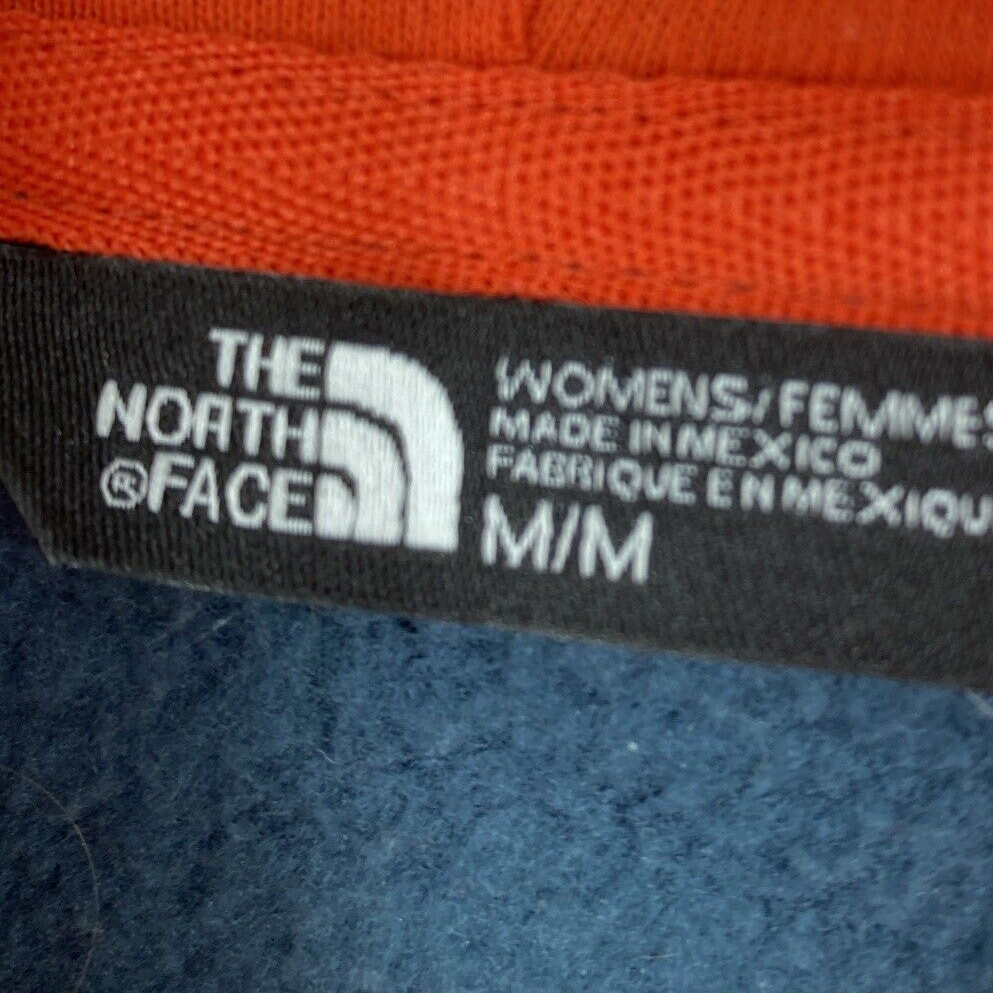 THE
NORTH
®FACE
WOMENS/FEMMES
MADE IN MEXICO
FABRIQUE EN MEXIQU
M/M